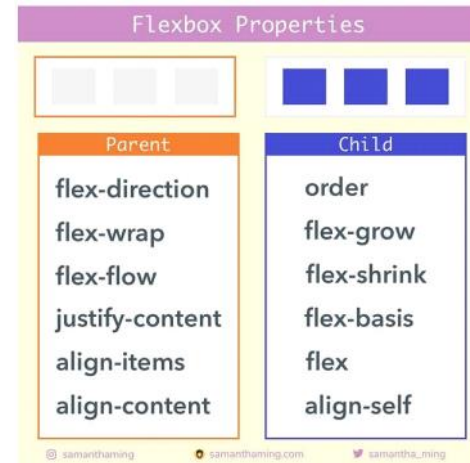 Flexbox Properties
Parent
flex-direction
flex-wrap
flex-flow
justify-content
align-items
align-content
Child
order
flex-grow
flex-shrink
flex-basis
flex
align-self
samanthaming
samanthaming.com
samantha_ming